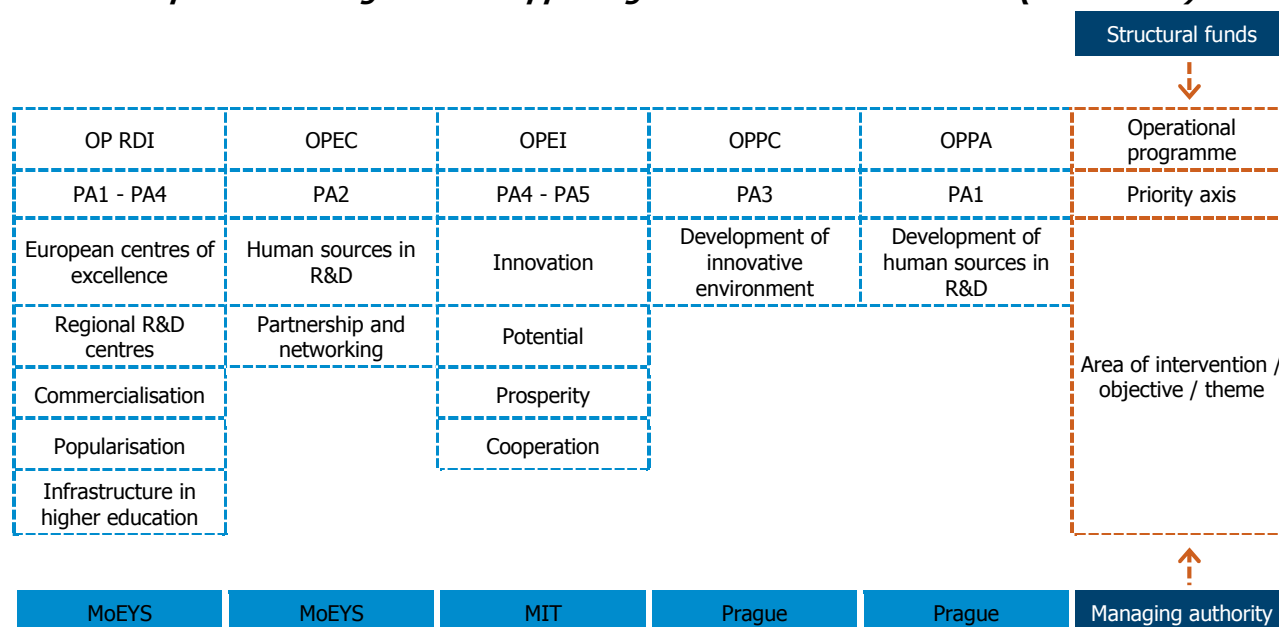 Structural funds
OP RDI
OPEC
OPEI
OPPC
OPPA
Operational
programme
PA1 - PA4
PA2
PA4 - PA5
PA3
PA1
Priority axis
European centres of
excellence
Human sources in
R&D
Innovation
Development of
innovative
environment
Development of
human sources in
R&D
Regional R&D
centres
Partnership and
networking
Potential
Area of intervention /
objective / theme
Commercialisation
Prosperity
Popularisation
Cooperation
Infrastructure in
higher education
MoEYS
MoEYS
MIT
Prague
Prague
Managing authority